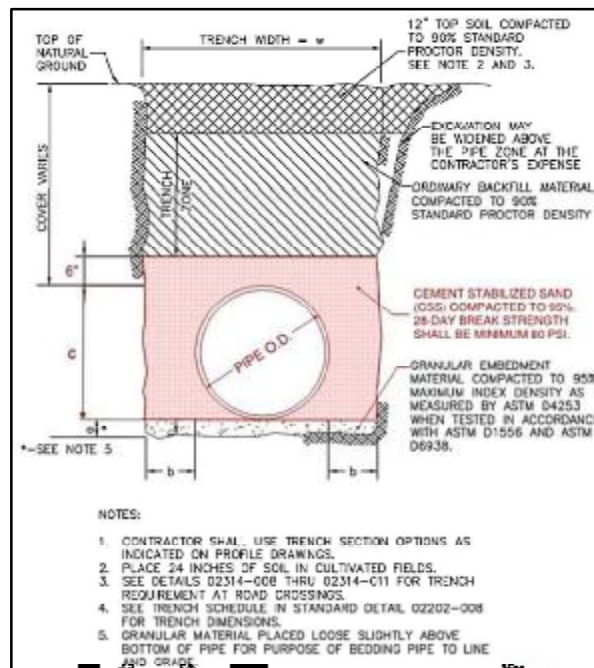 TOP OF
NATURAL
GROUND
TRENCH WIDTH = w
12" TOP SOIL COMPACTED
TO 90% STANDARD
PROCTOR DENSITY.
SEE NOTE 2 AND 3.
EXCAVATION MAY
BE WIDENED ABOVE
THE PIPE ZONE AT THE
CONTRACTOR'S EXPENSE
COVER VARIES
TRENCH
ZONE
ORDINARY BACKFILL MATERIAL
COMPACTED TO 90%
STANDARD PROCTOR DENSITY
6"
CEMENT STABILIZED SAND
(CSS) COMPACTED TO 95%.
28-DAY BREAK STRENGTH
SHALL BE MINIMUM 80 PSI.
C
PIPE O.D.
GRANULAR EMBEDMENT
MATERIAL COMPACTED TO 95%
MAXIMUM INDEX DENSITY AS
MEASURED BY ASTM D4253
WHEN TESTED IN ACCORDANCE
WITH ASTM D1556 AND ASTM
D6938.
*-SEE NOTE 5
b
b
NOTES:
1. CONTRACTOR SHALL USE TRENCH SECTION OPTIONS AS
INDICATED ON PROFILE DRAWINGS.
2. PLACE 24 INCHES OF SOIL IN CULTIVATED FIELDS.
3. SEE DETAILS 02314-008 THRU 02314-011 FOR TRENCH
REQUIREMENT AT ROAD CROSSINGS.
4. SEE TRENCH SCHEDULE IN STANDARD DETAIL 02202-008
FOR TRENCH DIMENSIONS.
5. GRANULAR MATERIAL PLACED LOOSE SLIGHTLY ABOVE
BOTTOM OF PIPE FOR PURPOSE OF BEDDING PIPE TO LINE
AND GRADE.